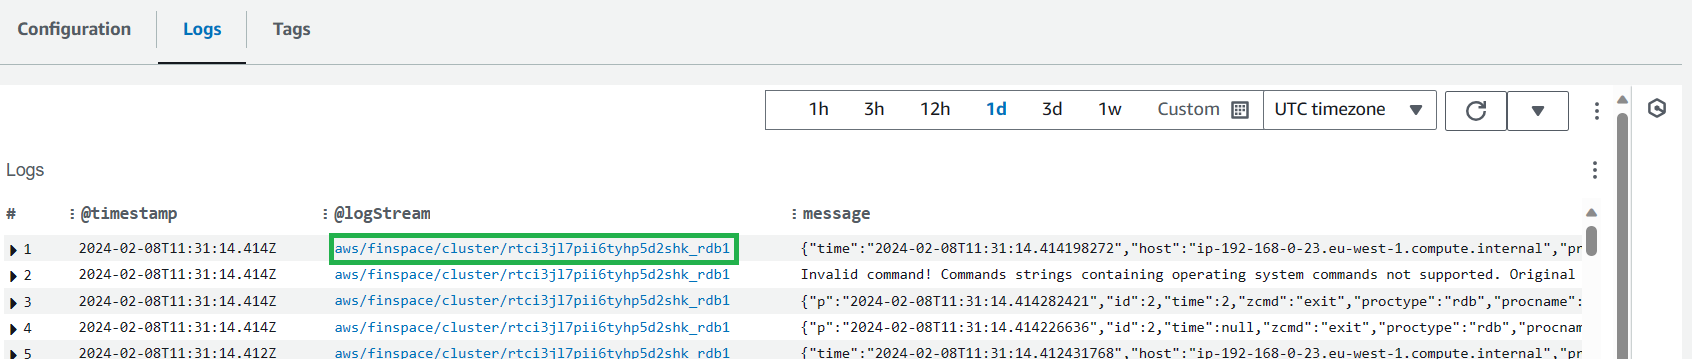 Configuration Logs Tags
1h 3h 12h 1d 3d 1w Custom UTC timezone
Logs
# @timestamp @logStream message
1 2024-02-08T11:31:14.414Z aws/finspace/cluster/rtci3jl7pii6tyhp5d2shk_rdb1 {"time":"2024-02-08T11:31:14.414198272","host":"ip-192-168-0-23.eu-west-1.compute.internal","pr
2 2024-02-08T11:31:14.414Z aws/finspace/cluster/rtci3jl7pii6tyhp5d2shk_rdb1 Invalid command! Commands strings containing operating system commands not supported. Original
3 2024-02-08T11:31:14.414Z aws/finspace/cluster/rtci3jl7pii6tyhp5d2shk_rdb1 {"p":"2024-02-08T11:31:14.414282421","id":2,"time":2,"zcmd":"exit","proctype":"rdb","procname":
4 2024-02-08T11:31:14.414Z aws/finspace/cluster/rtci3jl7pii6tyhp5d2shk_rdb1 {"p":"2024-02-08T11:31:14.414226636","id":2,"time":null,"zcmd":"exit","proctype":"rdb","procnam
5 2024-02-08T11:31:14.412Z aws/finspace/cluster/rtci3jl7pii6tyhp5d2shk_rdb1 {"time":"2024-02-08T11:31:14.412431768","host":"ip-192-168-0-23.eu-west-1.compute.internal","pr